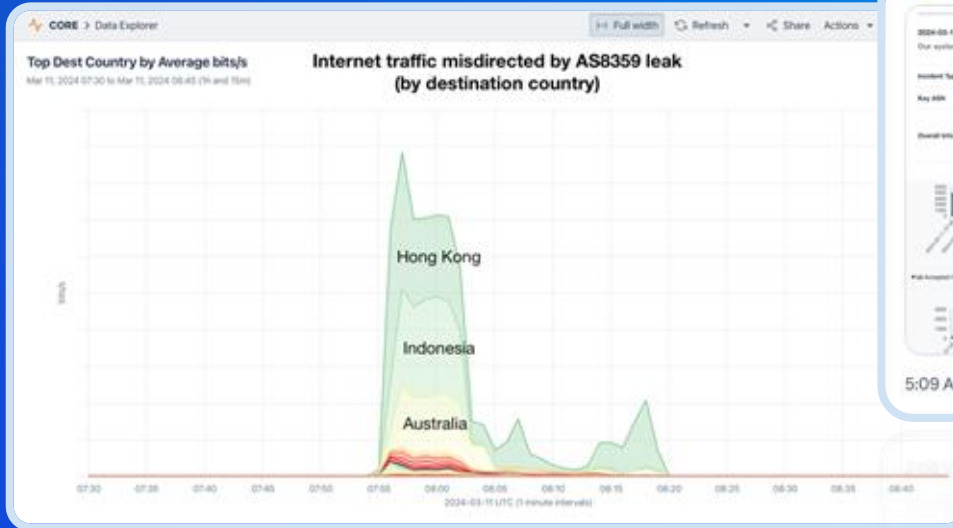 CORE > Data Explorer
Full width Refresh Share Actions
Top Dest Country by Average bits/s
Mar 11, 2024 07:30 to Mar 11, 2024 08:45 (1h and 15m)
Internet traffic misdirected by AS8359 leak
(by destination country)
Hong Kong
Indonesia
Australia
bits/s
07:30 07:35 07:40 07:45 07:50 07:55 08:00 08:05 08:10 08:15 08:20 08:25 08:30 08:35 08:40
2024-03-11 UTC (1 minute intervals)
Our
Key ASN
5:09 A